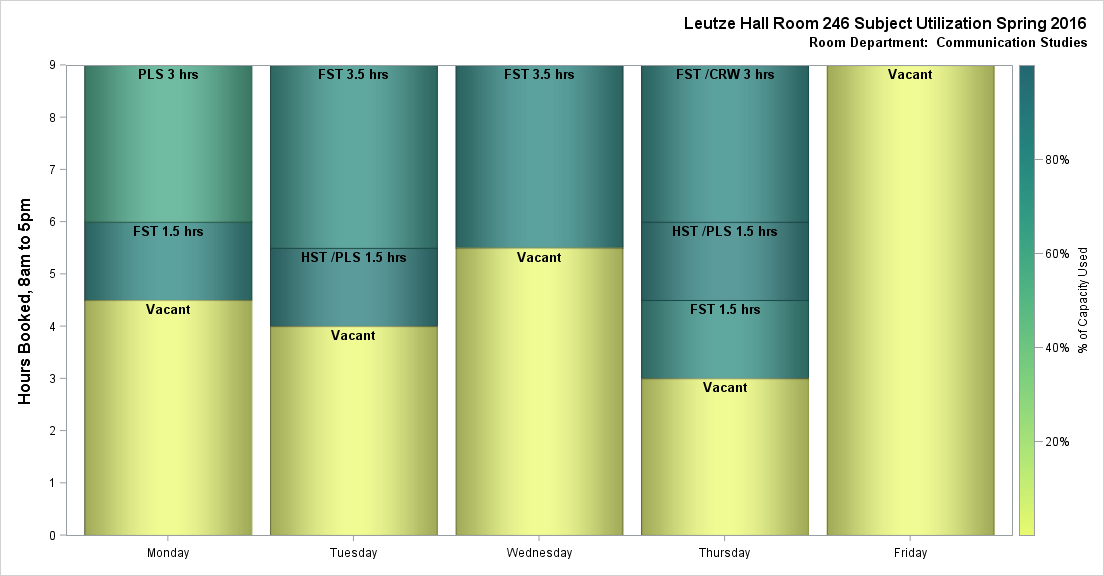 Leutze Hall Room 246 Subject Utilization Spring 2016
Room Department:  Communication Studies
Hours Booked, 8am to 5pm
9
8
7
6
5
4
3
2
1
0
PLS 3 hrs
FST 1.5 hrs
Vacant
FST 3.5 hrs
HST /PLS 1.5 hrs
Vacant
FST 3.5 hrs
Vacant
FST /CRW 3 hrs
HST /PLS 1.5 hrs
FST 1.5 hrs
Vacant
Vacant
Monday
Tuesday
Wednesday
Thursday
Friday
80%
60%
40%
20%
% of Capacity Used